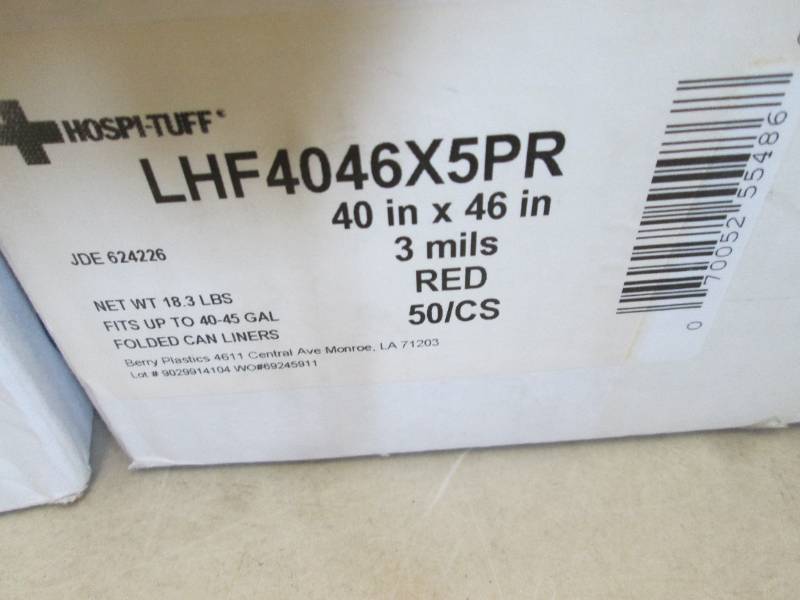 HOSPI-TUFF®
LHF4046X5PR
40 in x 46 in
3 mils
RED
50/CS
JDE 624226
NET WT 18.3 LBS
FITS UP TO 40-45 GAL
FOLDED CAN LINERS
Berry Plastics 4611 Central Ave Monroe, LA 71203
Lot # 9029914104 WO#69245911
0 70052 55486